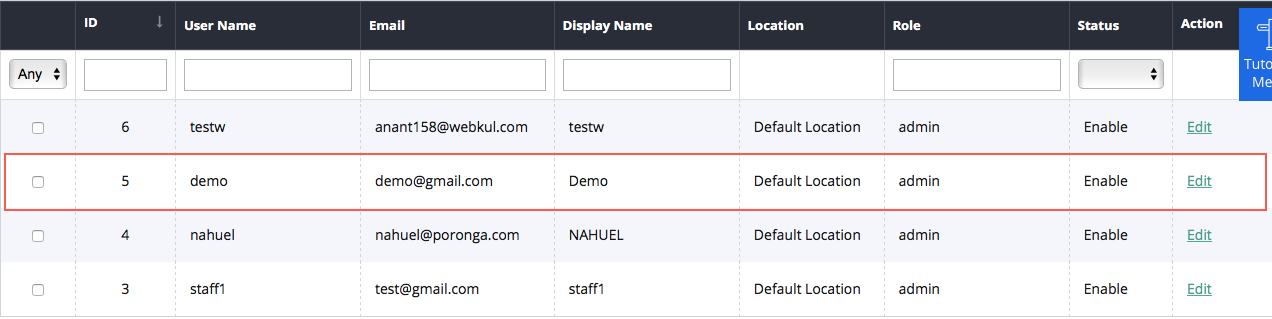 ID ↓ User Name Email Display Name Location Role Status Action
Any
Tuto
Me
6 testw anant158@webkul.com testw Default Location admin Enable Edit
5 demo demo@gmail.com Demo Default Location admin Enable Edit
4 nahuel nahuel@poronga.com NAHUEL Default Location admin Enable Edit
3 staff1 test@gmail.com staff1 Default Location admin Enable Edit